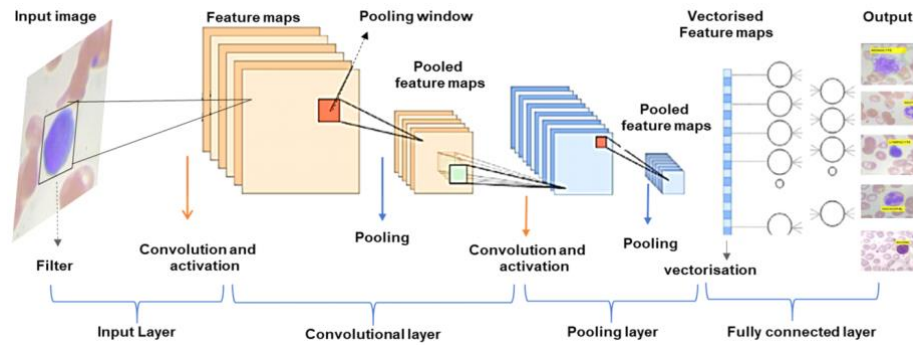 Input image
Feature maps
Pooling window
Vectorised
Feature maps
Output
Pooled
feature maps
Pooled
feature maps
Convolution and
activation
Pooling
Convolution and
activation
Pooling
Filter
vectorisation
Input Layer
Convolutional layer
Pooling layer
Fully connected layer